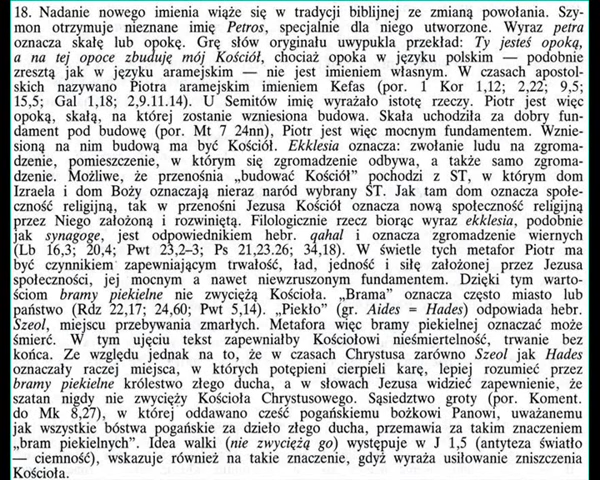 18. Nadanie nowego imienia wiąże się w tradycji biblijnej ze zmianą powołania. Szy-
mon otrzymuje nieznane imię Petros, specjalnie dla niego utworzone. Wyraz petra
oznacza skałę lub opokę. Grę słów oryginału uwypukla przekład: Ty jesteś opoką,
a na tej opoce zbuduję mój Kościół, chociaż opoka w języku polskim — podobnie
zresztą jak w języku aramejskim — nie jest imieniem własnym. W czasach apostol-
skich nazywano Piotra aramejskim imieniem Kefas (por. 1 Kor 1,12; 2,22; 9,5;
15,5; Gal 1,18; 2,9.11.14). U Semitów imię wyrażało istotę rzeczy. Piotr jest więc
opoką, skałą, na której zostanie wzniesiona budowa. Skała uchodziła za dobry fun-
dament pod budowę (por. Mt 7 24nn), Piotr jest więc mocnym fundamentem. Wznie-
sioną na nim budową ma być Kościół. Ekklesia oznacza: zwołanie ludu na zgroma-
dzenie, pomieszczenie, w którym się zgromadzenie odbywa, a także samo zgroma-
dzenie. Możliwe, że przenośnia „budować Kościół” pochodzi z ST, w którym dom
Izraela i dom Boży oznaczają nieraz naród wybrany ST. Jak tam dom oznacza społe-
czność religijną, tak w przenośni Jezusa Kościół oznacza nową społeczność religijną
przez Niego założoną i rozwiniętą. Filologicznie rzecz biorąc wyraz ekklesia, podobnie
jak synagoge, jest odpowiednikiem hebr. qahal i oznacza zgromadzenie wiernych
(Lb 16,3; 20,4; Pwt 23,2–3; Ps 21,23.26; 34,18). W świetle tych metafor Piotr ma
być czynnikiem zapewniającym trwałość, ład, jedność i siłę założonej przez Jezusa
społeczności, jej mocnym a nawet niewzruszonym fundamentem. Dzięki tym warto-
ściom bramy piekielne nie zwyciężą Kościoła. „Brama” oznacza często miasto lub
państwo (Rdz 22,17; 24,60; Pwt 5,14). „Piekło” (gr. Aides = Hades) odpowiada hebr.
Szeol, miejscu przebywania zmarłych. Metafora więc bramy piekielnej oznaczać może
śmierć. W tym ujęciu tekst zapewniałby Kościołowi nieśmiertelność, trwanie bez
końca. Ze względu jednak na to, że w czasach Chrystusa zarówno Szeol jak Hades
oznaczały raczej miejsca, w których potępieni cierpieli karę, lepiej rozumieć przez
bramy piekielne królestwo złego ducha, a w słowach Jezusa widzieć zapewnienie, że
szatan nigdy nie zwycięży Kościoła Chrystusowego. Sąsiedztwo groty (por. Koment.
do Mk 8,27), w której oddawano cześć pogańskiemu bożkowi Panowi, uważanemu
jak wszystkie bóstwa pogańskie za dzieło złego ducha, przemawia za takim znaczeniem
„bram piekielnych”. Idea walki (nie zwyciężą go) występuje w J 1,5 (antyteza światło
— ciemność), wskazuje również na takie znaczenie, gdyż wyraża usiłowanie zniszczenia
Kościoła.